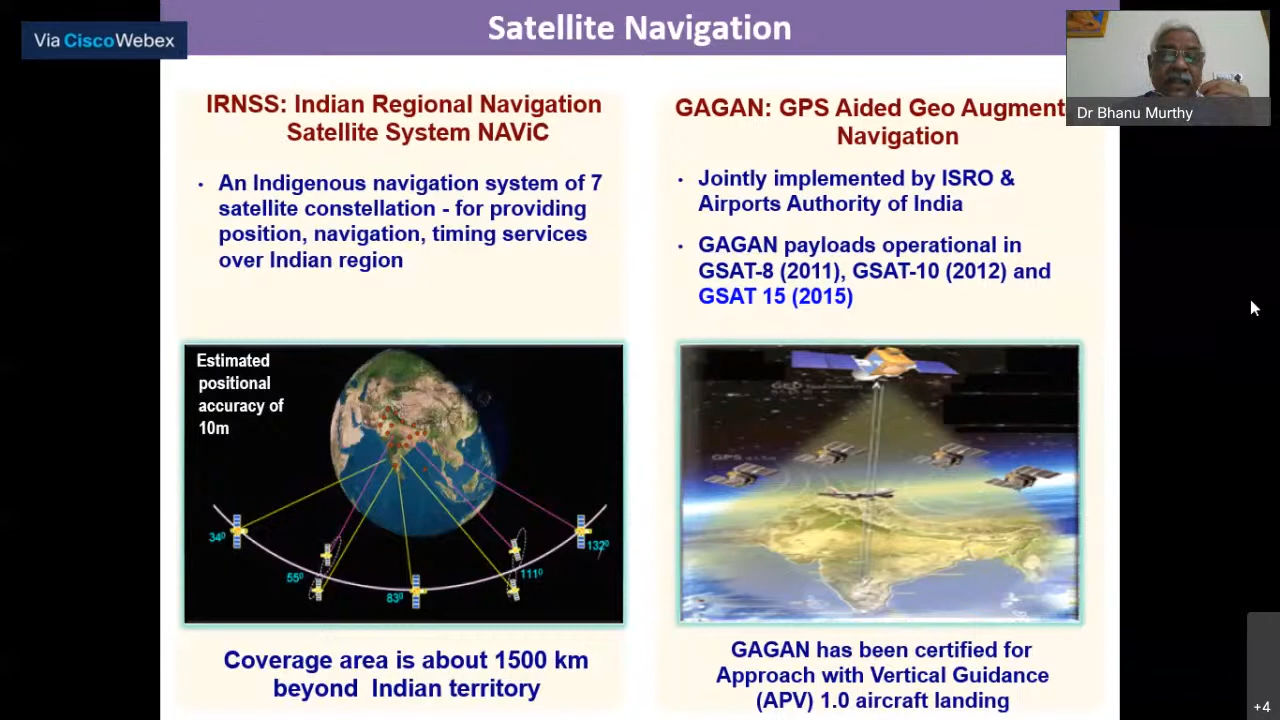 Satellite Navigation
Via CiscoWebex
Dr Bhanu Murthy
IRNSS: Indian Regional Navigation
Satellite System NAViC
• An Indigenous navigation system of 7
satellite constellation - for providing
position, navigation, timing services
over Indian region
Estimated
positional
accuracy of
10m
34⁰
55⁰
83⁰
111⁰
132⁰
Coverage area is about 1500 km
beyond Indian territory
GAGAN: GPS Aided Geo Augment
Navigation
• Jointly implemented by ISRO &
Airports Authority of India
• GAGAN payloads operational in
GSAT-8 (2011), GSAT-10 (2012) and
GSAT 15 (2015)
GEO
GPS
GAGAN has been certified for
Approach with Vertical Guidance
(APV) 1.0 aircraft landing
+4